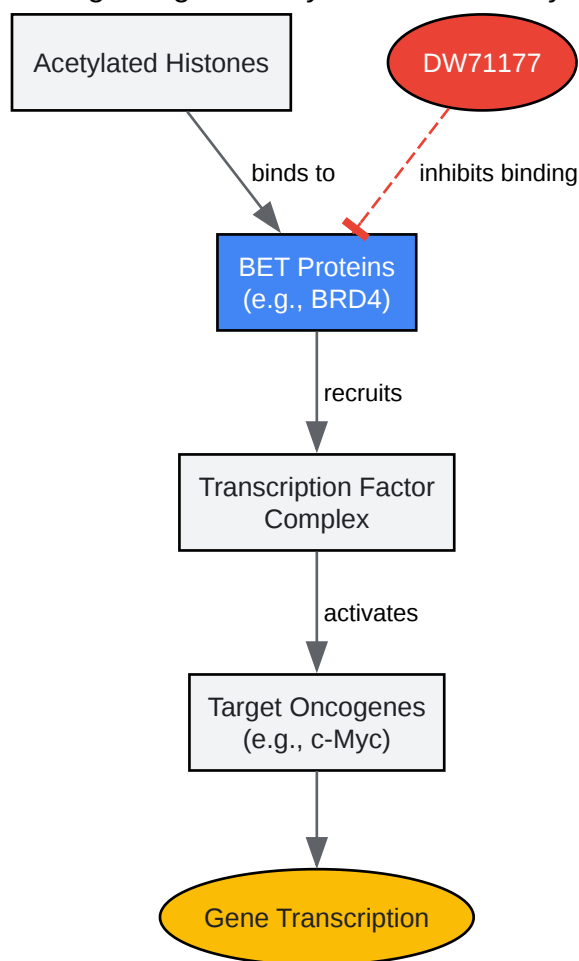 Acetylated Histones
DW71177
binds to
inhibits binding
BET Proteins
(e.g., BRD4)
recruits
Transcription Factor
Complex
activates
Target Oncogenes
(e.g., c-Myc)
Gene Transcription